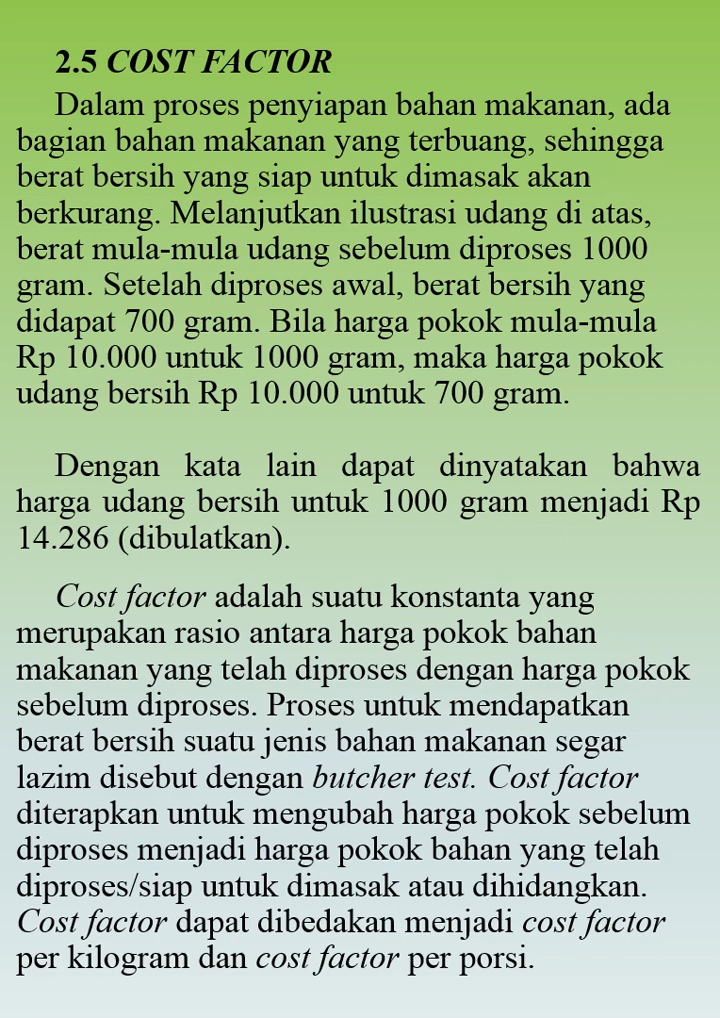 2.5 COST FACTOR
Dalam proses penyiapan bahan makanan, ada
bagian bahan makanan yang terbuang, sehingga
berat bersih yang siap untuk dimasak akan
berkurang. Melanjutkan ilustrasi udang di atas,
berat mula-mula udang sebelum diproses 1000
gram. Setelah diproses awal, berat bersih yang
didapat 700 gram. Bila harga pokok mula-mula
Rp 10.000 untuk 1000 gram, maka harga pokok
udang bersih Rp 10.000 untuk 700 gram.
Dengan kata lain dapat dinyatakan bahwa
harga udang bersih untuk 1000 gram menjadi Rp
14.286 (dibulatkan).
Cost factor adalah suatu konstanta yang
merupakan rasio antara harga pokok bahan
makanan yang telah diproses dengan harga pokok
sebelum diproses. Proses untuk mendapatkan
berat bersih suatu jenis bahan makanan segar
lazim disebut dengan butcher test. Cost factor
diterapkan untuk mengubah harga pokok sebelum
diproses menjadi harga pokok bahan yang telah
diproses/siap untuk dimasak atau dihidangkan.
Cost factor dapat dibedakan menjadi cost factor
per kilogram dan cost factor per porsi.